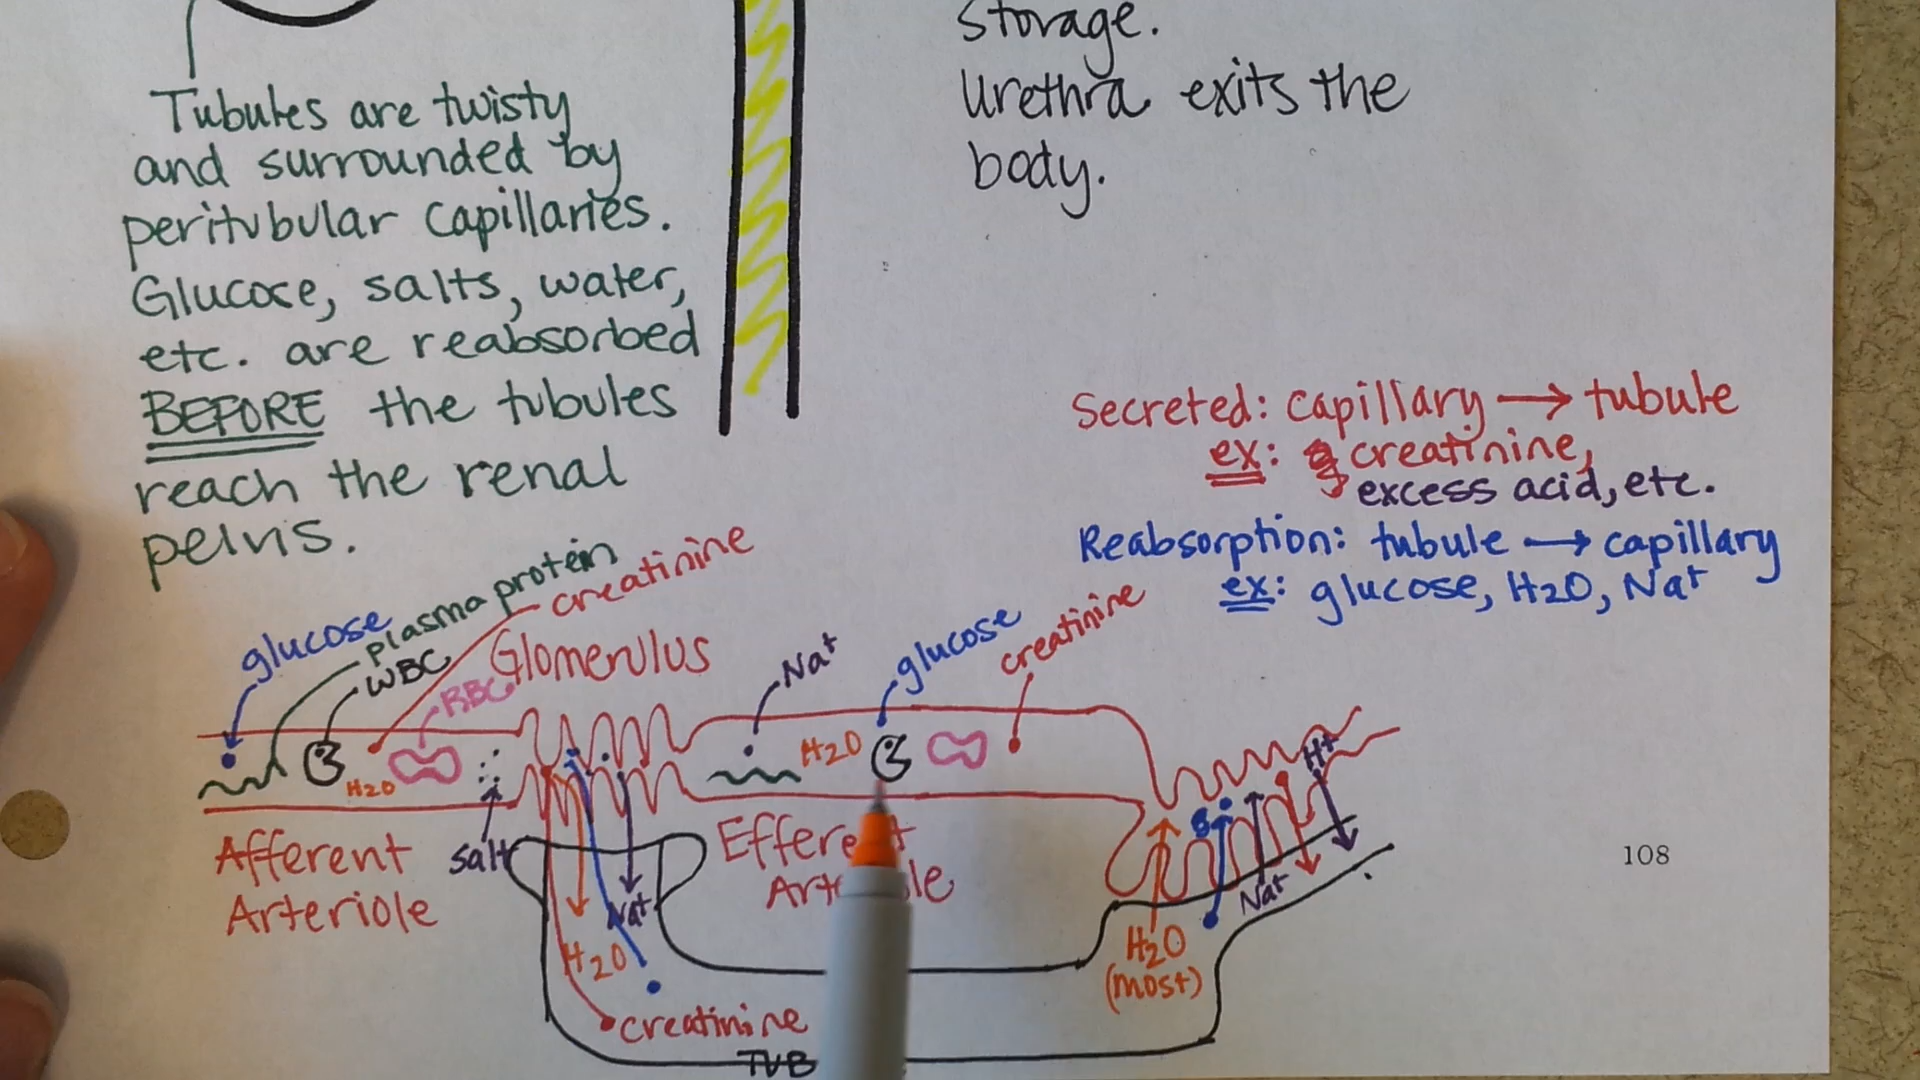 Storage.
Urethra exits the
body.
Tubules are twisty
and surrounded by
peritubular capillaries.
Glucose, salts, water,
etc. are reabsorbed
BEFORE the tubules
reach the renal
pelvis.
Secreted: capillary → tubule
ex: creatinine,
excess acid, etc.
Reabsorption: tubule → capillary
ex: glucose, H2O, Na+
glucose
plasma protein
creatinine
WBC
RBC
Glomerulus
Na+
glucose
creatinine
H2O
H2O
H+
Afferent
Arteriole
salt
Efferent
Na+
H2O
creatinine
TUB
Na+
H2O
(most)
108